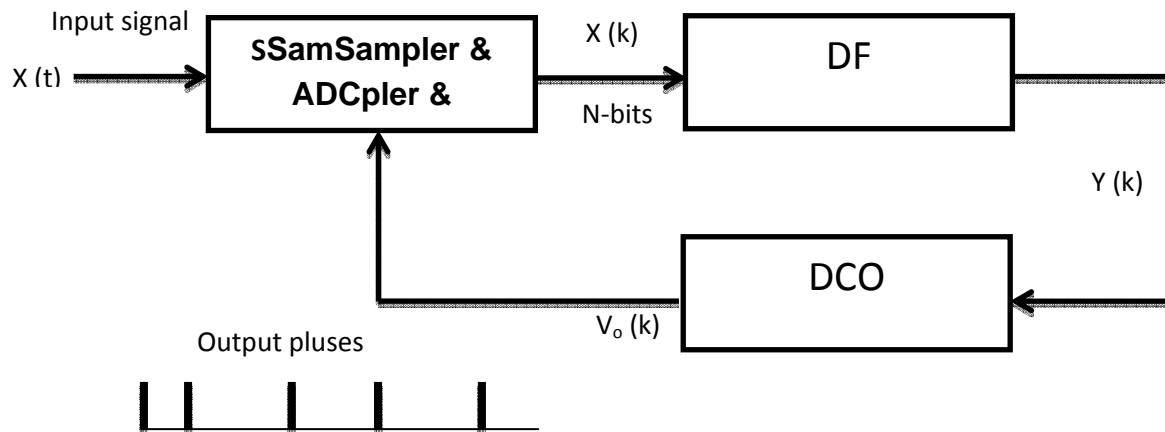 Input signal
X (t)
sSamSampler &
ADCpler &
X (k)
N-bits
DF
Y (k)
DCO
Vₒ (k)
Output pluses